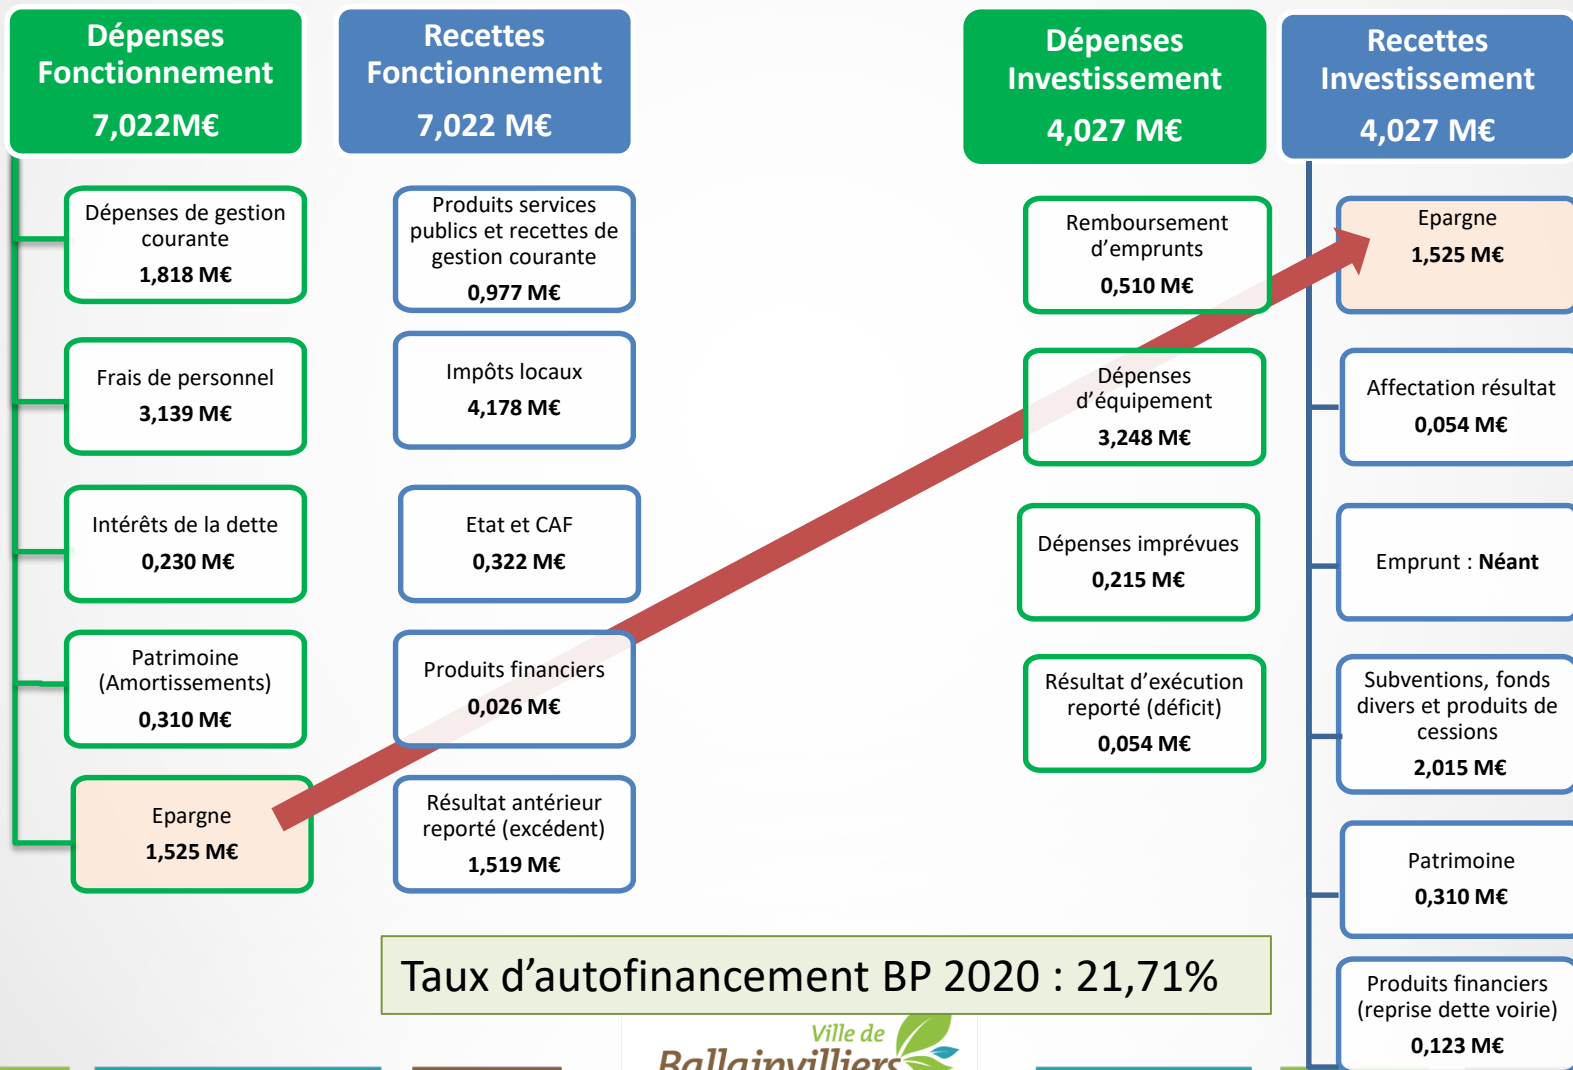 Dépenses
Fonctionnement
7,022M€
Dépenses de gestion
courante
1,818 M€
Frais de personnel
3,139 M€
Intérêts de la dette
0,230 M€
Patrimoine
(Amortissements)
0,310 M€
Epargne
1,525 M€
Recettes
Fonctionnement
7,022 M€
Produits services
publics et recettes de
gestion courante
0,977 M€
Impôts locaux
4,178 M€
Etat et CAF
0,322 M€
Produits financiers
0,026 M€
Résultat antérieur
reporté (excédent)
1,519 M€
Dépenses
Investissement
4,027 M€
Remboursement
d’emprunts
0,510 M€
Dépenses
d’équipement
3,248 M€
Dépenses imprévues
0,215 M€
Résultat d’exécution
reporté (déficit)
0,054 M€
Recettes
Investissement
4,027 M€
Epargne
1,525 M€
Affectation résultat
0,054 M€
Emprunt : Néant
Subventions, fonds
divers et produits de
cessions
2,015 M€
Patrimoine
0,310 M€
Produits financiers
(reprise dette voirie)
0,123 M€
Taux d’autofinancement BP 2020 : 21,71%
Ville de
Ballainvilliers